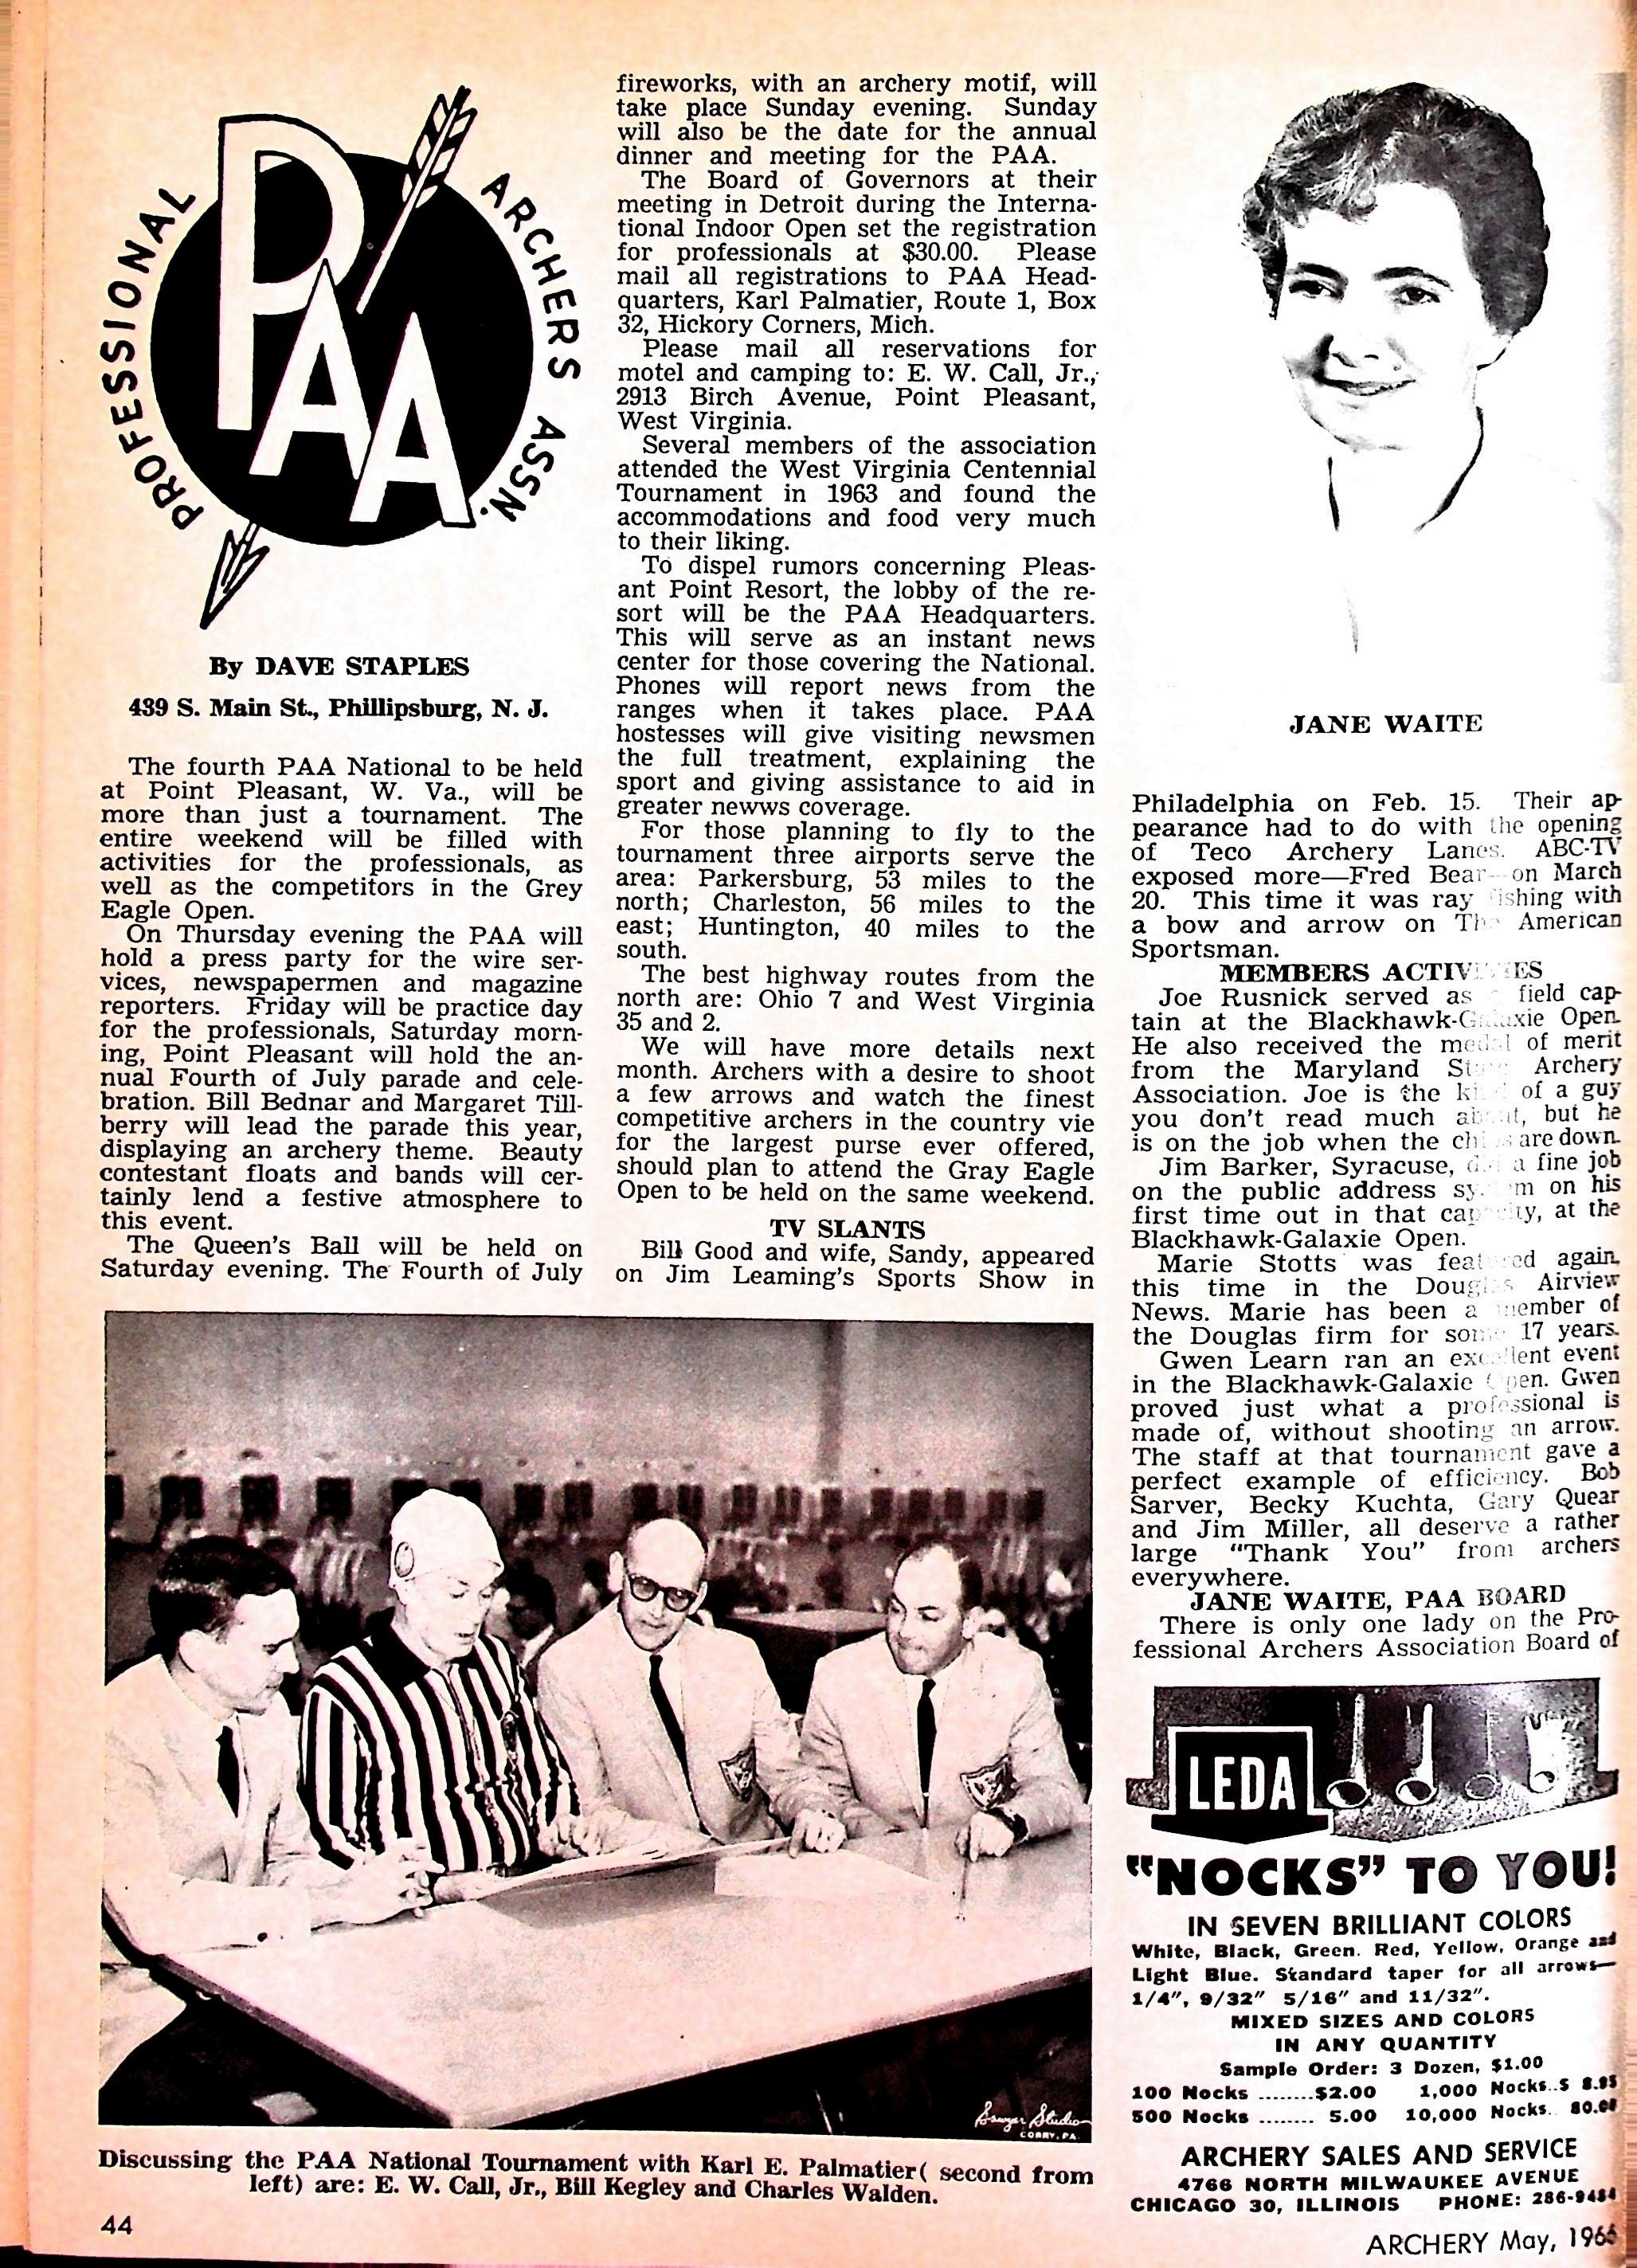 PROFESSIONAL ARCHERS ASSN.
PAA
By DAVE STAPLES
439 S. Main St., Phillipsburg, N. J.
The fourth PAA National to be held
at Point Pleasant, W. Va., will be
more than just a tournament. The
entire weekend will be filled with
activities for the professionals, as
well as the competitors in the Grey
Eagle Open.
On Thursday evening the PAA will
hold a press party for the wire ser-
vices, newspapermen and magazine
reporters. Friday will be practice day
for the professionals, Saturday morn-
ing, Point Pleasant will hold the an-
nual Fourth of July parade and cele-
bration. Bill Bednar and Margaret Till-
berry will lead the parade this year,
displaying an archery theme. Beauty
contestant floats and bands will cer-
tainly lend a festive atmosphere to
this event.
The Queen's Ball will be held on
Saturday evening. The Fourth of July
fireworks, with an archery motif, will
take place Sunday evening. Sunday
will also be the date for the annual
dinner and meeting for the PAA.
The Board of Governors at their
meeting in Detroit during the Interna-
tional Indoor Open set the registration
for professionals at $30.00. Please
mail all registrations to PAA Head-
quarters, Karl Palmatier, Route 1, Box
32, Hickory Corners, Mich.
Please mail all reservations for
motel and camping to: E. W. Call, Jr.,
2913 Birch Avenue, Point Pleasant,
West Virginia.
Several members of the association
attended the West Virginia Centennial
Tournament in 1963 and found the
accommodations and food very much
to their liking.
To dispel rumors concerning Pleas-
ant Point Resort, the lobby of the re-
sort will be the PAA Headquarters.
This will serve as an instant news
center for those covering the National.
Phones will report news from the
ranges when it takes place. PAA
hostesses will give visiting newsmen
the full treatment, explaining the
sport and giving assistance to aid in
greater newws coverage.
For those planning to fly to the
tournament three airports serve the
area: Parkersburg, 53 miles to the
north; Charleston, 56 miles to the
east; Huntington, 40 miles to the
south.
The best highway routes from the
north are: Ohio 7 and West Virginia
35 and 2.
We will have more details next
month. Archers with a desire to shoot
a few arrows and watch the finest
competitive archers in the country vie
for the largest purse ever offered,
should plan to attend the Gray Eagle
Open to be held on the same weekend.
TV SLANTS
Bill Good and wife, Sandy, appeared
on Jim Leaming's Sports Show in
JANE WAITE
Philadelphia on Feb. 15. Their ap-
pearance had to do with the opening
of Teco Archery Lanes. ABC-TV
exposed more—Fred Bear—on March
20. This time it was ray fishing with
a bow and arrow on The American
Sportsman.
MEMBERS ACTIVITIES
Joe Rusnick served as a field cap-
tain at the Blackhawk-Galaxie Open.
He also received the medal of merit
from the Maryland State Archery
Association. Joe is the kind of a guy
you don't read much about, but he
is on the job when the chips are down.
Jim Barker, Syracuse, did a fine job
on the public address system on his
first time out in that capacity, at the
Blackhawk-Galaxie Open.
Marie Stotts was featured again,
this time in the Douglas Airview
News. Marie has been a member of
the Douglas firm for some 17 years.
Gwen Learn ran an excellent event
in the Blackhawk-Galaxie Open. Gwen
proved just what a professional is
made of, without shooting an arrow.
The staff at that tournament gave a
perfect example of efficiency. Bob
Sarver, Becky Kuchta, Gary Quear
and Jim Miller, all deserve a rather
large "Thank You" from archers
everywhere.
JANE WAITE, PAA BOARD
There is only one lady on the Pro-
fessional Archers Association Board of
Sawyer Studio
CORRY, PA.
Discussing the PAA National Tournament with Karl E. Palmatier( second from
left) are: E. W. Call, Jr., Bill Kegley and Charles Walden.
LEDA
"NOCKS" TO YOU!
IN SEVEN BRILLIANT COLORS
White, Black, Green. Red, Yellow, Orange and
Light Blue. Standard taper for all arrows—
1/4", 9/32" 5/16" and 11/32".
MIXED SIZES AND COLORS
IN ANY QUANTITY
Sample Order: 3 Dozen, $1.00
100 Nocks ........$2.00 1,000 Nocks..$ 8.95
500 Nocks ........ 5.00 10,000 Nocks.. 80.00
ARCHERY SALES AND SERVICE
4766 NORTH MILWAUKEE AVENUE
CHICAGO 30, ILLINOIS PHONE: 286-9484
44
ARCHERY May, 1965